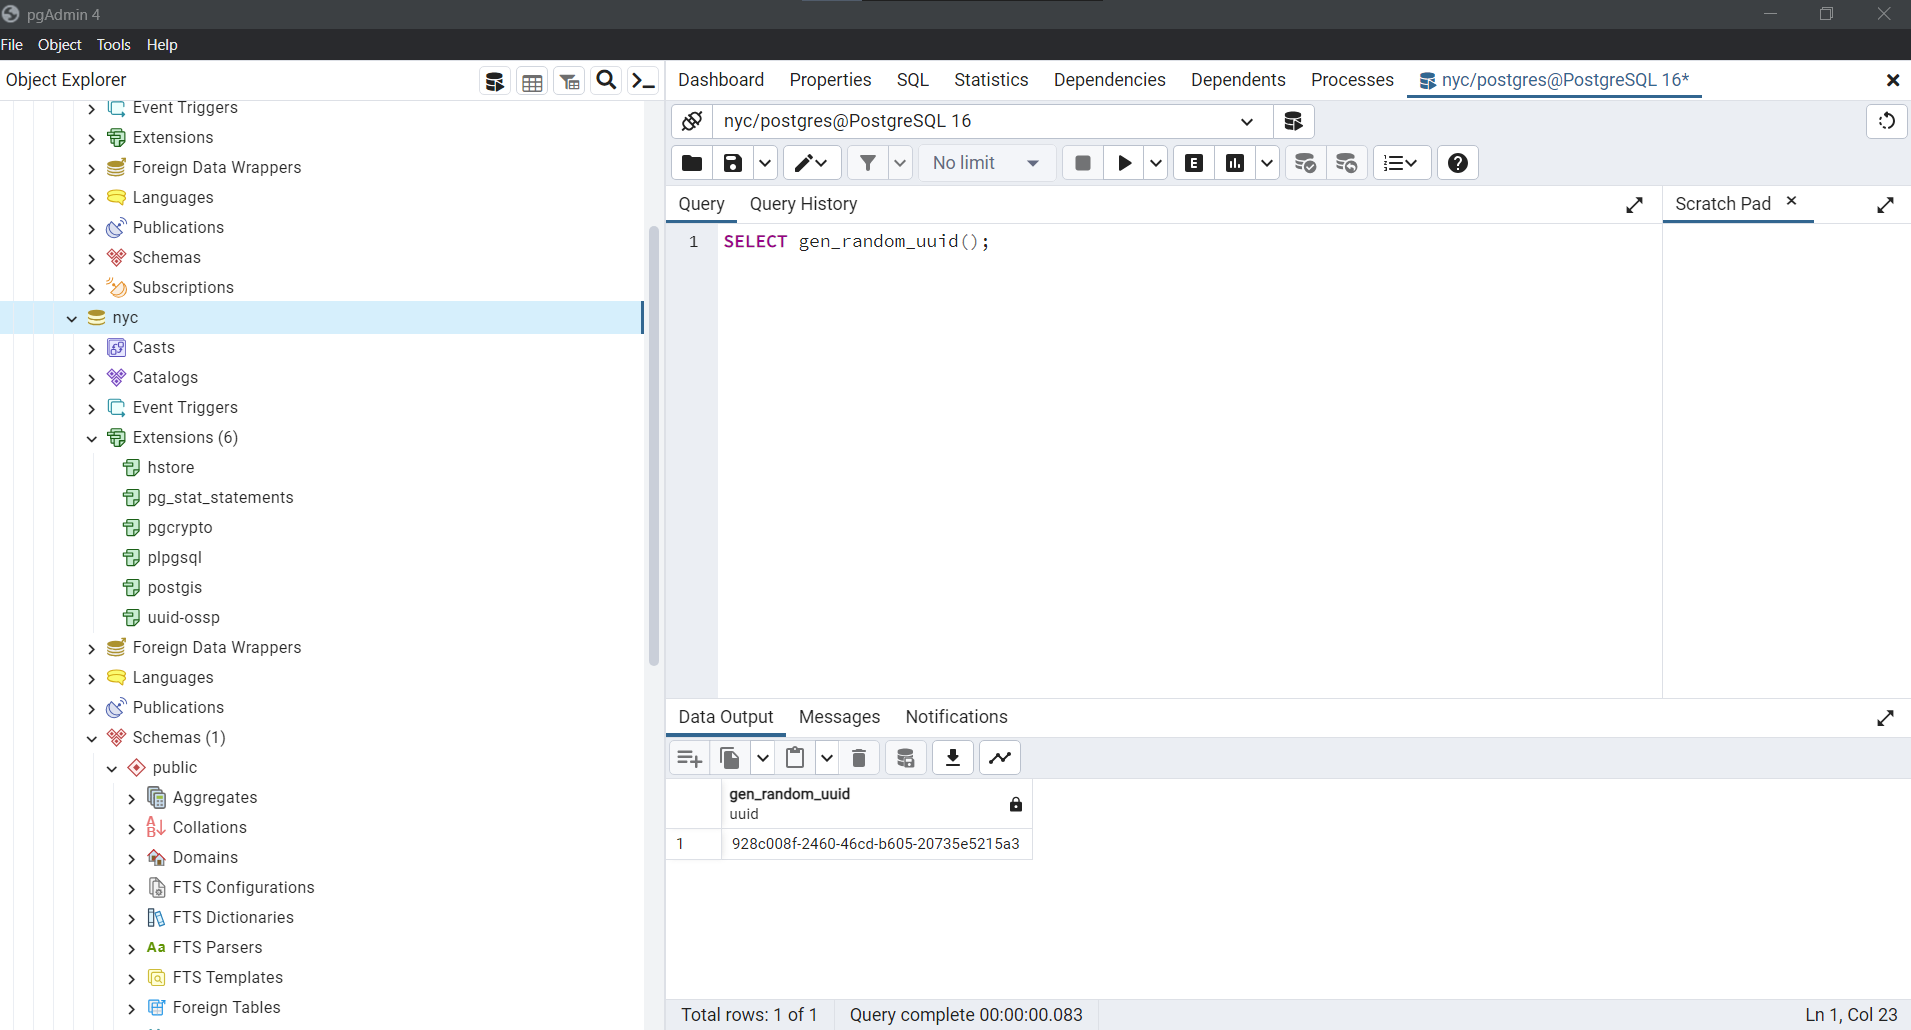 pgAdmin 4
File Object Tools Help
Object Explorer
Event Triggers
Extensions
Foreign Data Wrappers
Languages
Publications
Schemas
Subscriptions
nyc
Casts
Catalogs
Event Triggers
Extensions (6)
hstore
pg_stat_statements
pgcrypto
plpgsql
postgis
uuid-ossp
Foreign Data Wrappers
Languages
Publications
Schemas (1)
public
Aggregates
Collations
Domains
FTS Configurations
FTS Dictionaries
Aa FTS Parsers
FTS Templates
Foreign Tables
Dashboard Properties SQL Statistics Dependencies Dependents Processes nyc/postgres@PostgreSQL 16*
nyc/postgres@PostgreSQL 16
No limit E
Query Query History
1 SELECT gen_random_uuid();
Scratch Pad
Data Output Messages Notifications
gen_random_uuid
uuid
1 928c008f-2460-46cd-b605-20735e5215a3
Total rows: 1 of 1 Query complete 00:00:00.083 Ln 1, Col 23